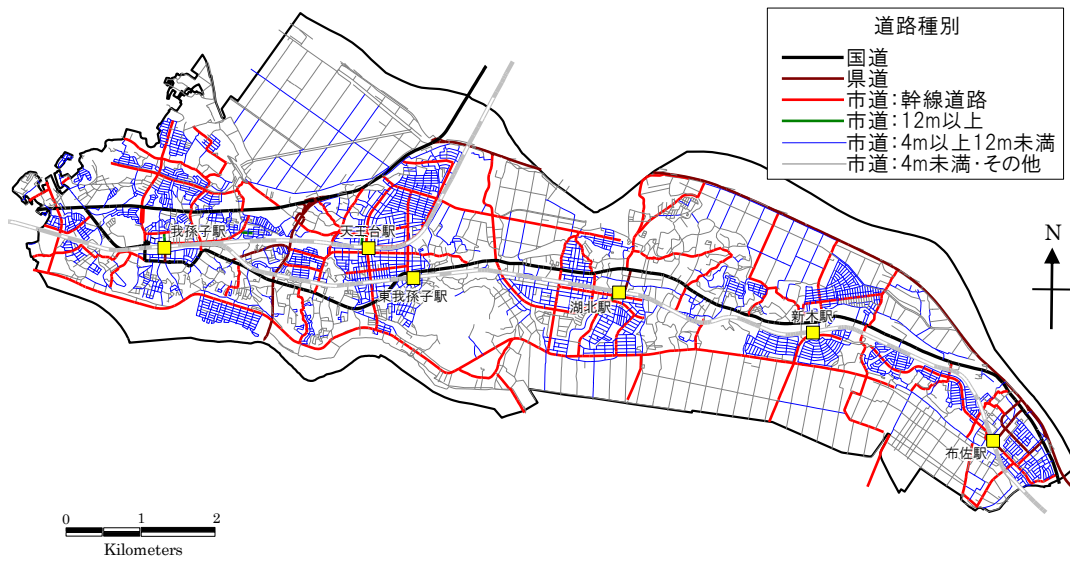 道路種別
国道
県道
市道:幹線道路
市道:12m以上
市道:4m以上12m未満
市道:4m未満・その他
N
我孫子駅
天王台駅
東我孫子駅
湖北駅
新木駅
布佐駅
0 1 2
Kilometers